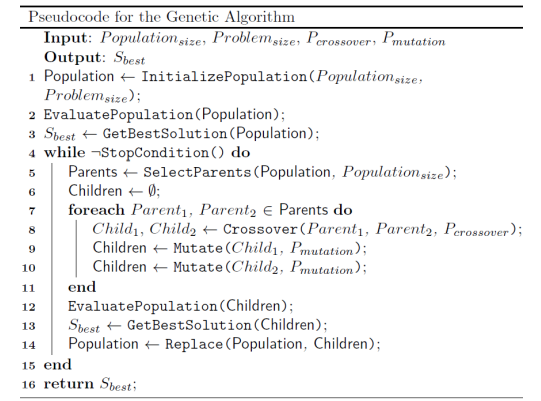 Pseudocode for the Genetic Algorithm
Input: Population_size, Problem_size, P_crossover, P_mutation
Output: S_best
1 Population ← InitializePopulation(Population_size,
Problem_size);
2 EvaluatePopulation(Population);
3 S_best ← GetBestSolution(Population);
4 while ¬StopCondition() do
5 Parents ← SelectParents(Population, Population_size);
6 Children ← ∅;
7 foreach Parent_1, Parent_2 ∈ Parents do
8 Child_1, Child_2 ← Crossover(Parent_1, Parent_2, P_crossover);
9 Children ← Mutate(Child_1, P_mutation);
10 Children ← Mutate(Child_2, P_mutation);
11 end
12 EvaluatePopulation(Children);
13 S_best ← GetBestSolution(Children);
14 Population ← Replace(Population, Children);
15 end
16 return S_best;